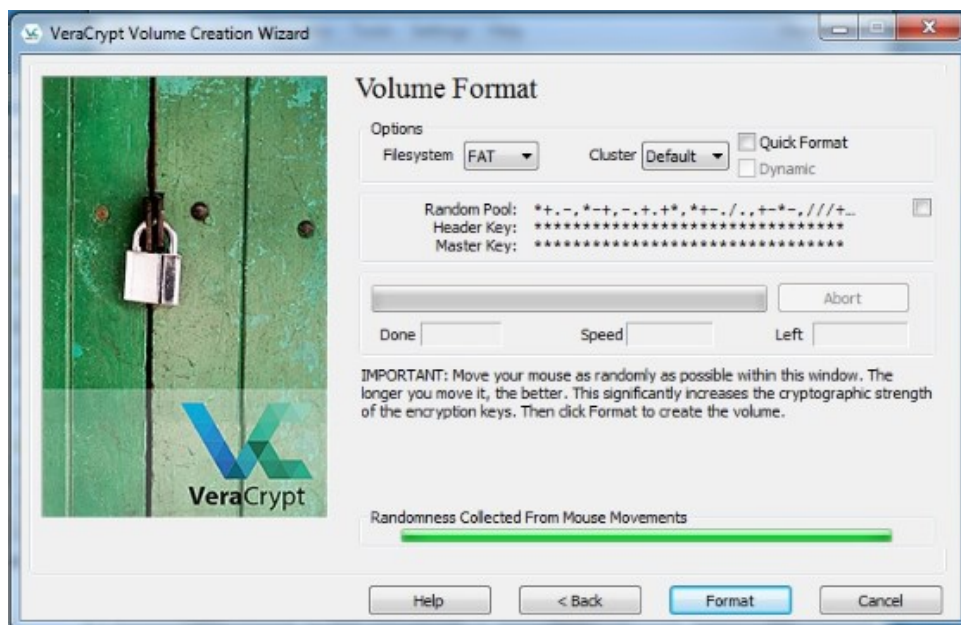 VeraCrypt Volume Creation Wizard
Volume Format
Options
Filesystem FAT Cluster Default Quick Format
Dynamic
Random Pool: *+.-,*-+,-.+.+*,*+-./.,+-*-,///+...
Header Key: ********************************
Master Key: ********************************
Abort
Done Speed Left
IMPORTANT: Move your mouse as randomly as possible within this window. The
longer you move it, the better. This significantly increases the cryptographic strength
of the encryption keys. Then click Format to create the volume.
VeraCrypt
Randomness Collected From Mouse Movements
Help < Back Format Cancel